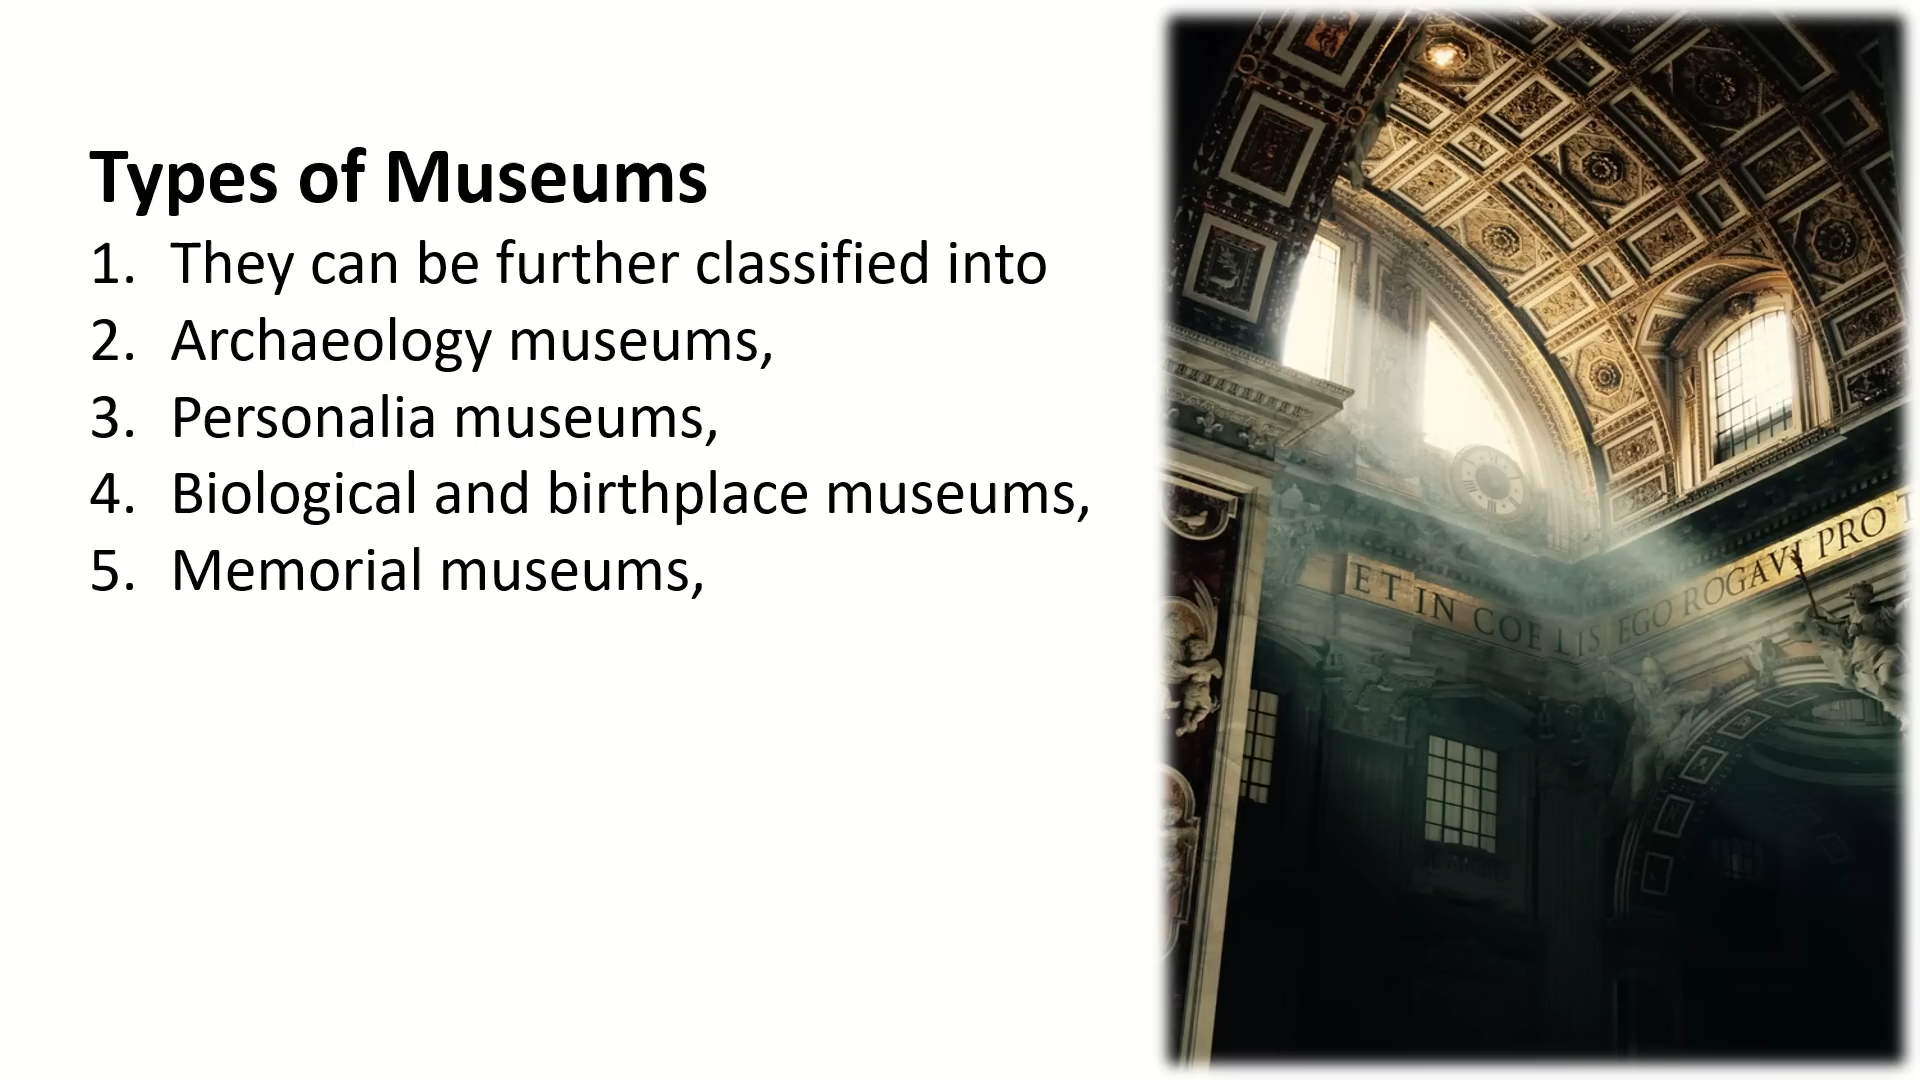 Types of Museums
1. They can be further classified into
2. Archaeology museums,
3. Personalia museums,
4. Biological and birthplace museums,
5. Memorial museums,
ET IN COELIS EGO ROGAVI PRO